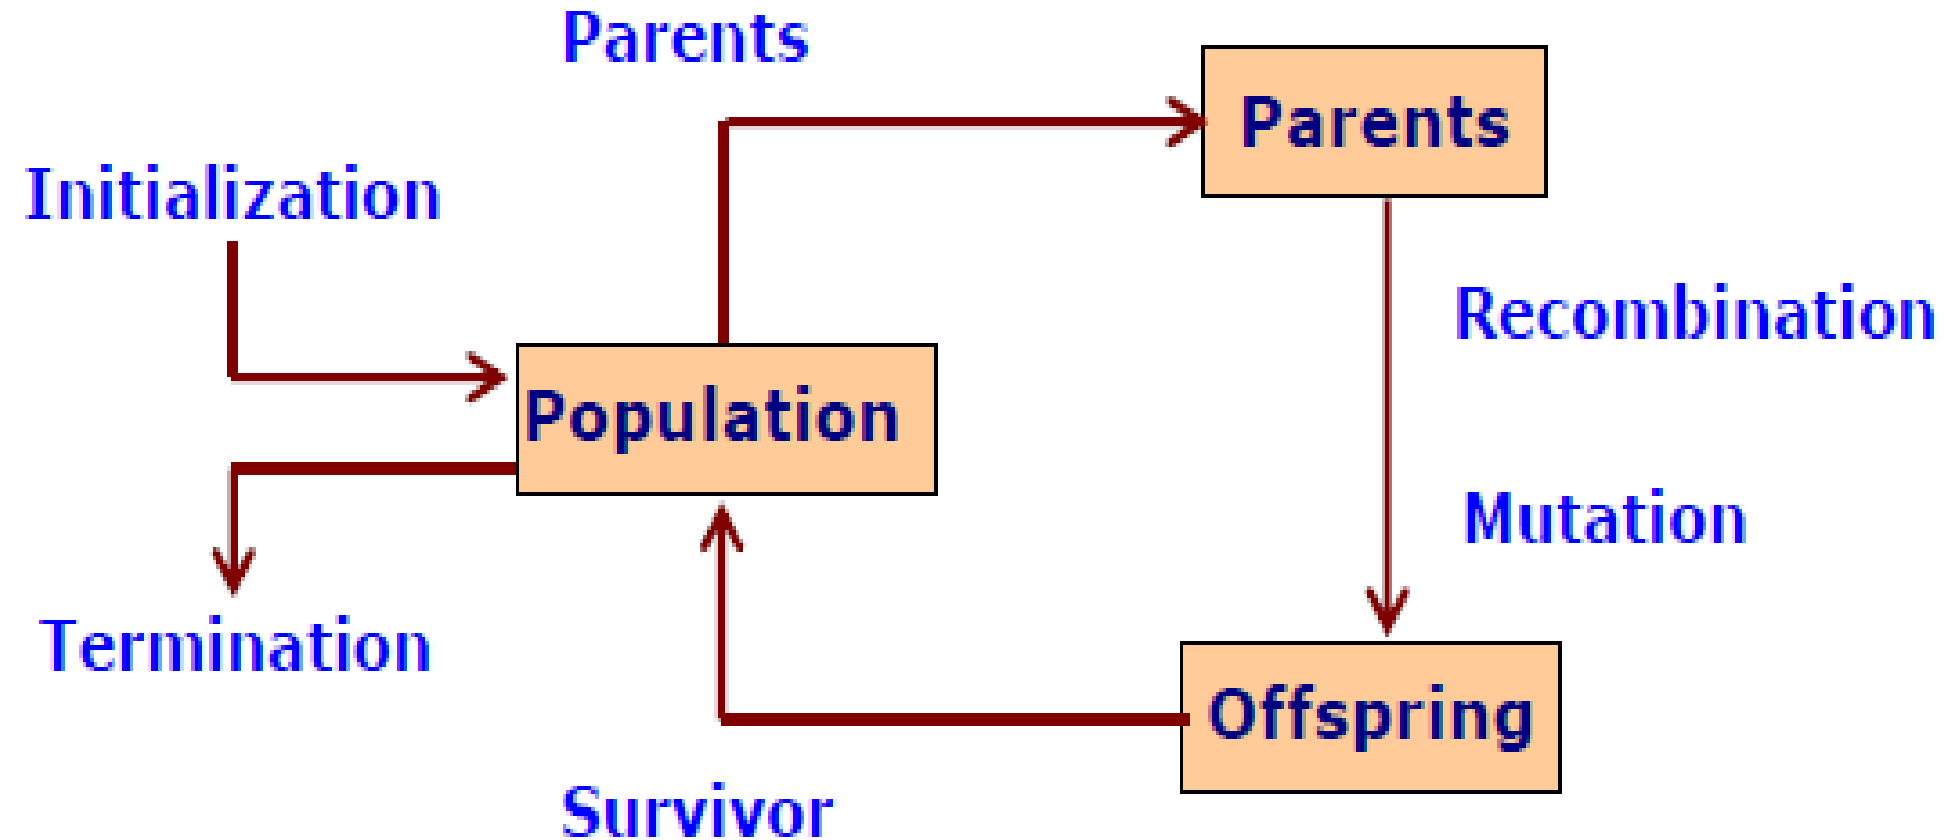 Parents
Parents
Initialization
Recombination
Population
Mutation
Termination
Offspring
Survivor